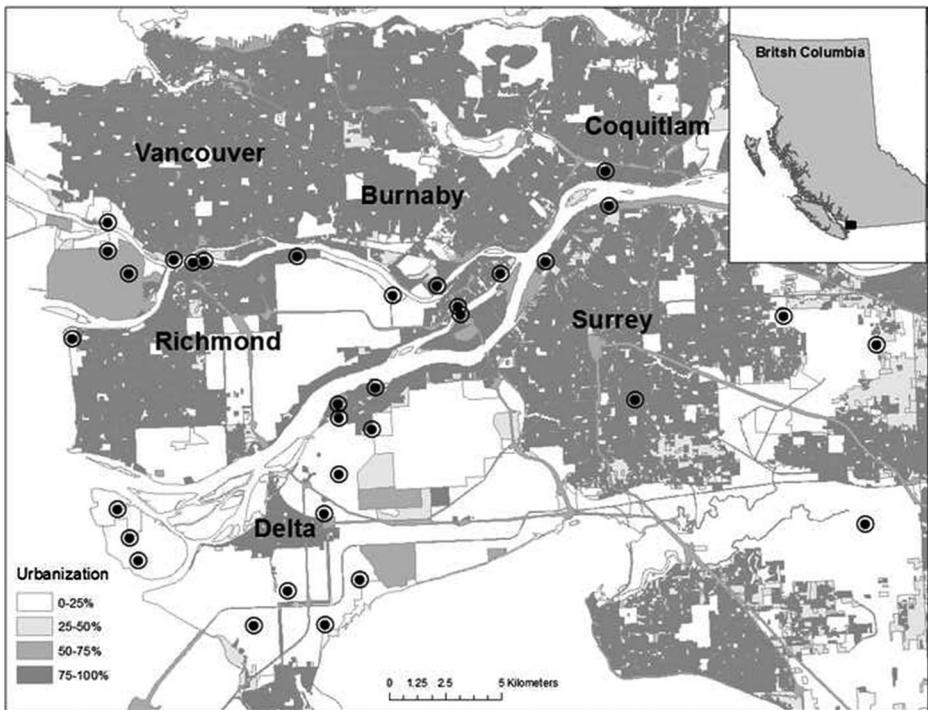 Britsh Columbia
Coquitlam
Vancouver
Burnaby
Surrey
Richmond
Delta
Urbanization
0-25%
25-50%
50-75%
75-100%
0 1.25 2.5 5 Kilometers